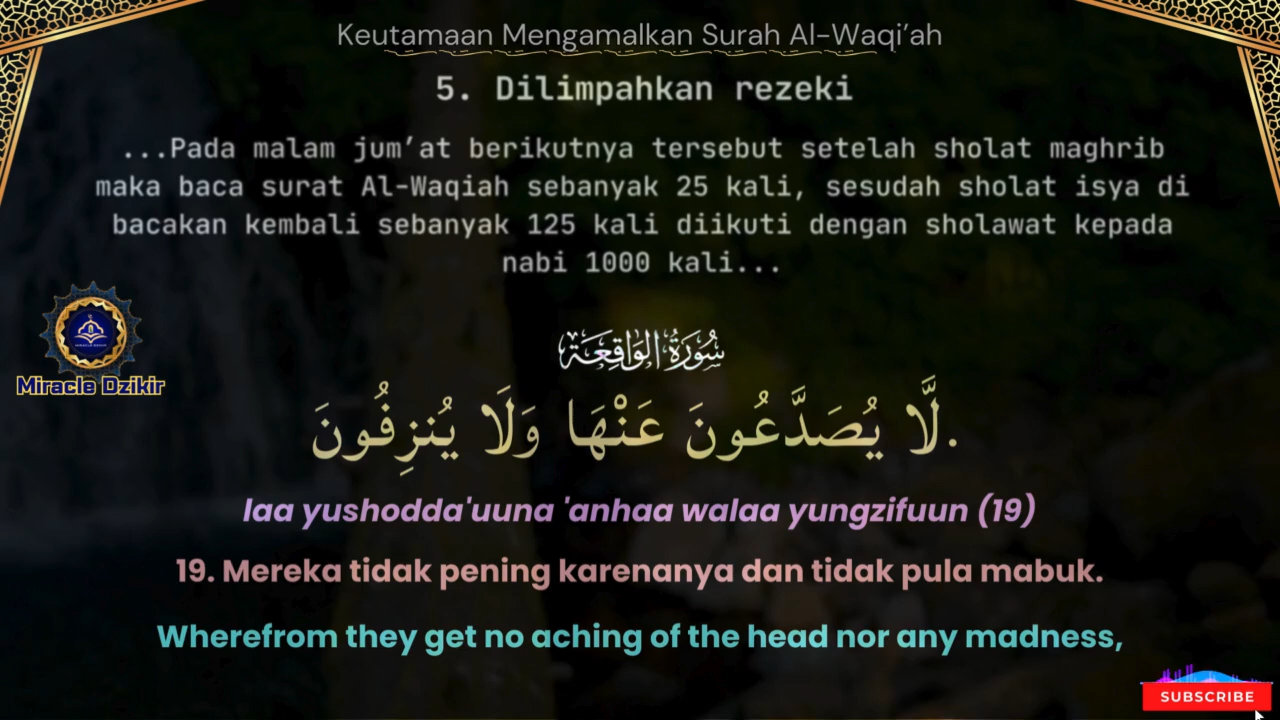 Keutamaan Mengamalkan Surah Al-Waqi’ah
5. Dilimpahkan rezeki
...Pada malam jum’at berikutnya tersebut setelah sholat maghrib
maka baca surat Al-Waqiah sebanyak 25 kali, sesudah sholat isya di
bacakan kembali sebanyak 125 kali diikuti dengan sholawat kepada
nabi 1000 kali...
Miracle Dzikir
سُورَةُ الوَاقِعَة
لَّا يُصَدَّعُونَ عَنْهَا وَلَا يُنزِفُونَ.
laa yushodda'uuna 'anhaa walaa yungzifuun (19)
19. Mereka tidak pening karenanya dan tidak pula mabuk.
Wherefrom they get no aching of the head nor any madness,
SUBSCRIBE